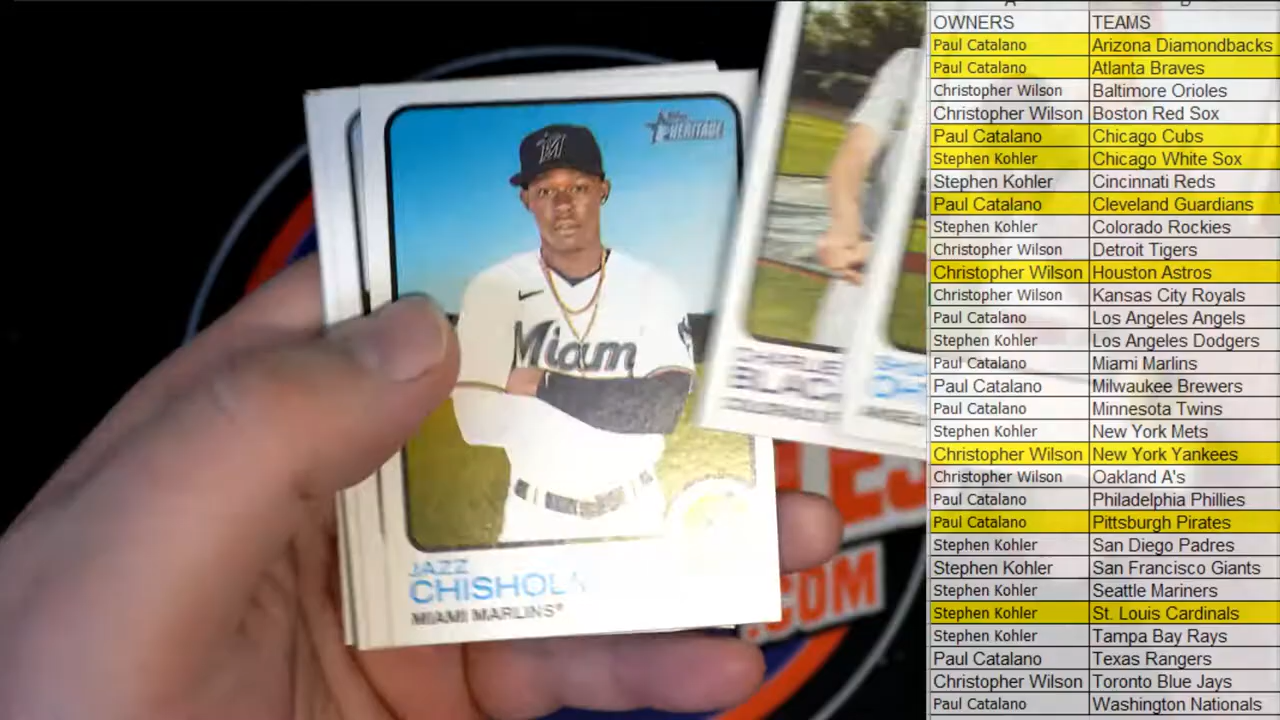 HERITAGE
Miami
JAZZ
CHISHOLM
MIAMI MARLINS
CHARLIE
BLAC
.COM
OWNERS TEAMS
Paul Catalano Arizona Diamondbacks
Paul Catalano Atlanta Braves
Christopher Wilson Baltimore Orioles
Christopher Wilson Boston Red Sox
Paul Catalano Chicago Cubs
Stephen Kohler Chicago White Sox
Stephen Kohler Cincinnati Reds
Paul Catalano Cleveland Guardians
Stephen Kohler Colorado Rockies
Christopher Wilson Detroit Tigers
Christopher Wilson Houston Astros
Christopher Wilson Kansas City Royals
Paul Catalano Los Angeles Angels
Stephen Kohler Los Angeles Dodgers
Paul Catalano Miami Marlins
Paul Catalano Milwaukee Brewers
Paul Catalano Minnesota Twins
Stephen Kohler New York Mets
Christopher Wilson New York Yankees
Christopher Wilson Oakland A's
Paul Catalano Philadelphia Phillies
Paul Catalano Pittsburgh Pirates
Stephen Kohler San Diego Padres
Stephen Kohler San Francisco Giants
Stephen Kohler Seattle Mariners
Stephen Kohler St. Louis Cardinals
Stephen Kohler Tampa Bay Rays
Paul Catalano Texas Rangers
Christopher Wilson Toronto Blue Jays
Paul Catalano Washington Nationals